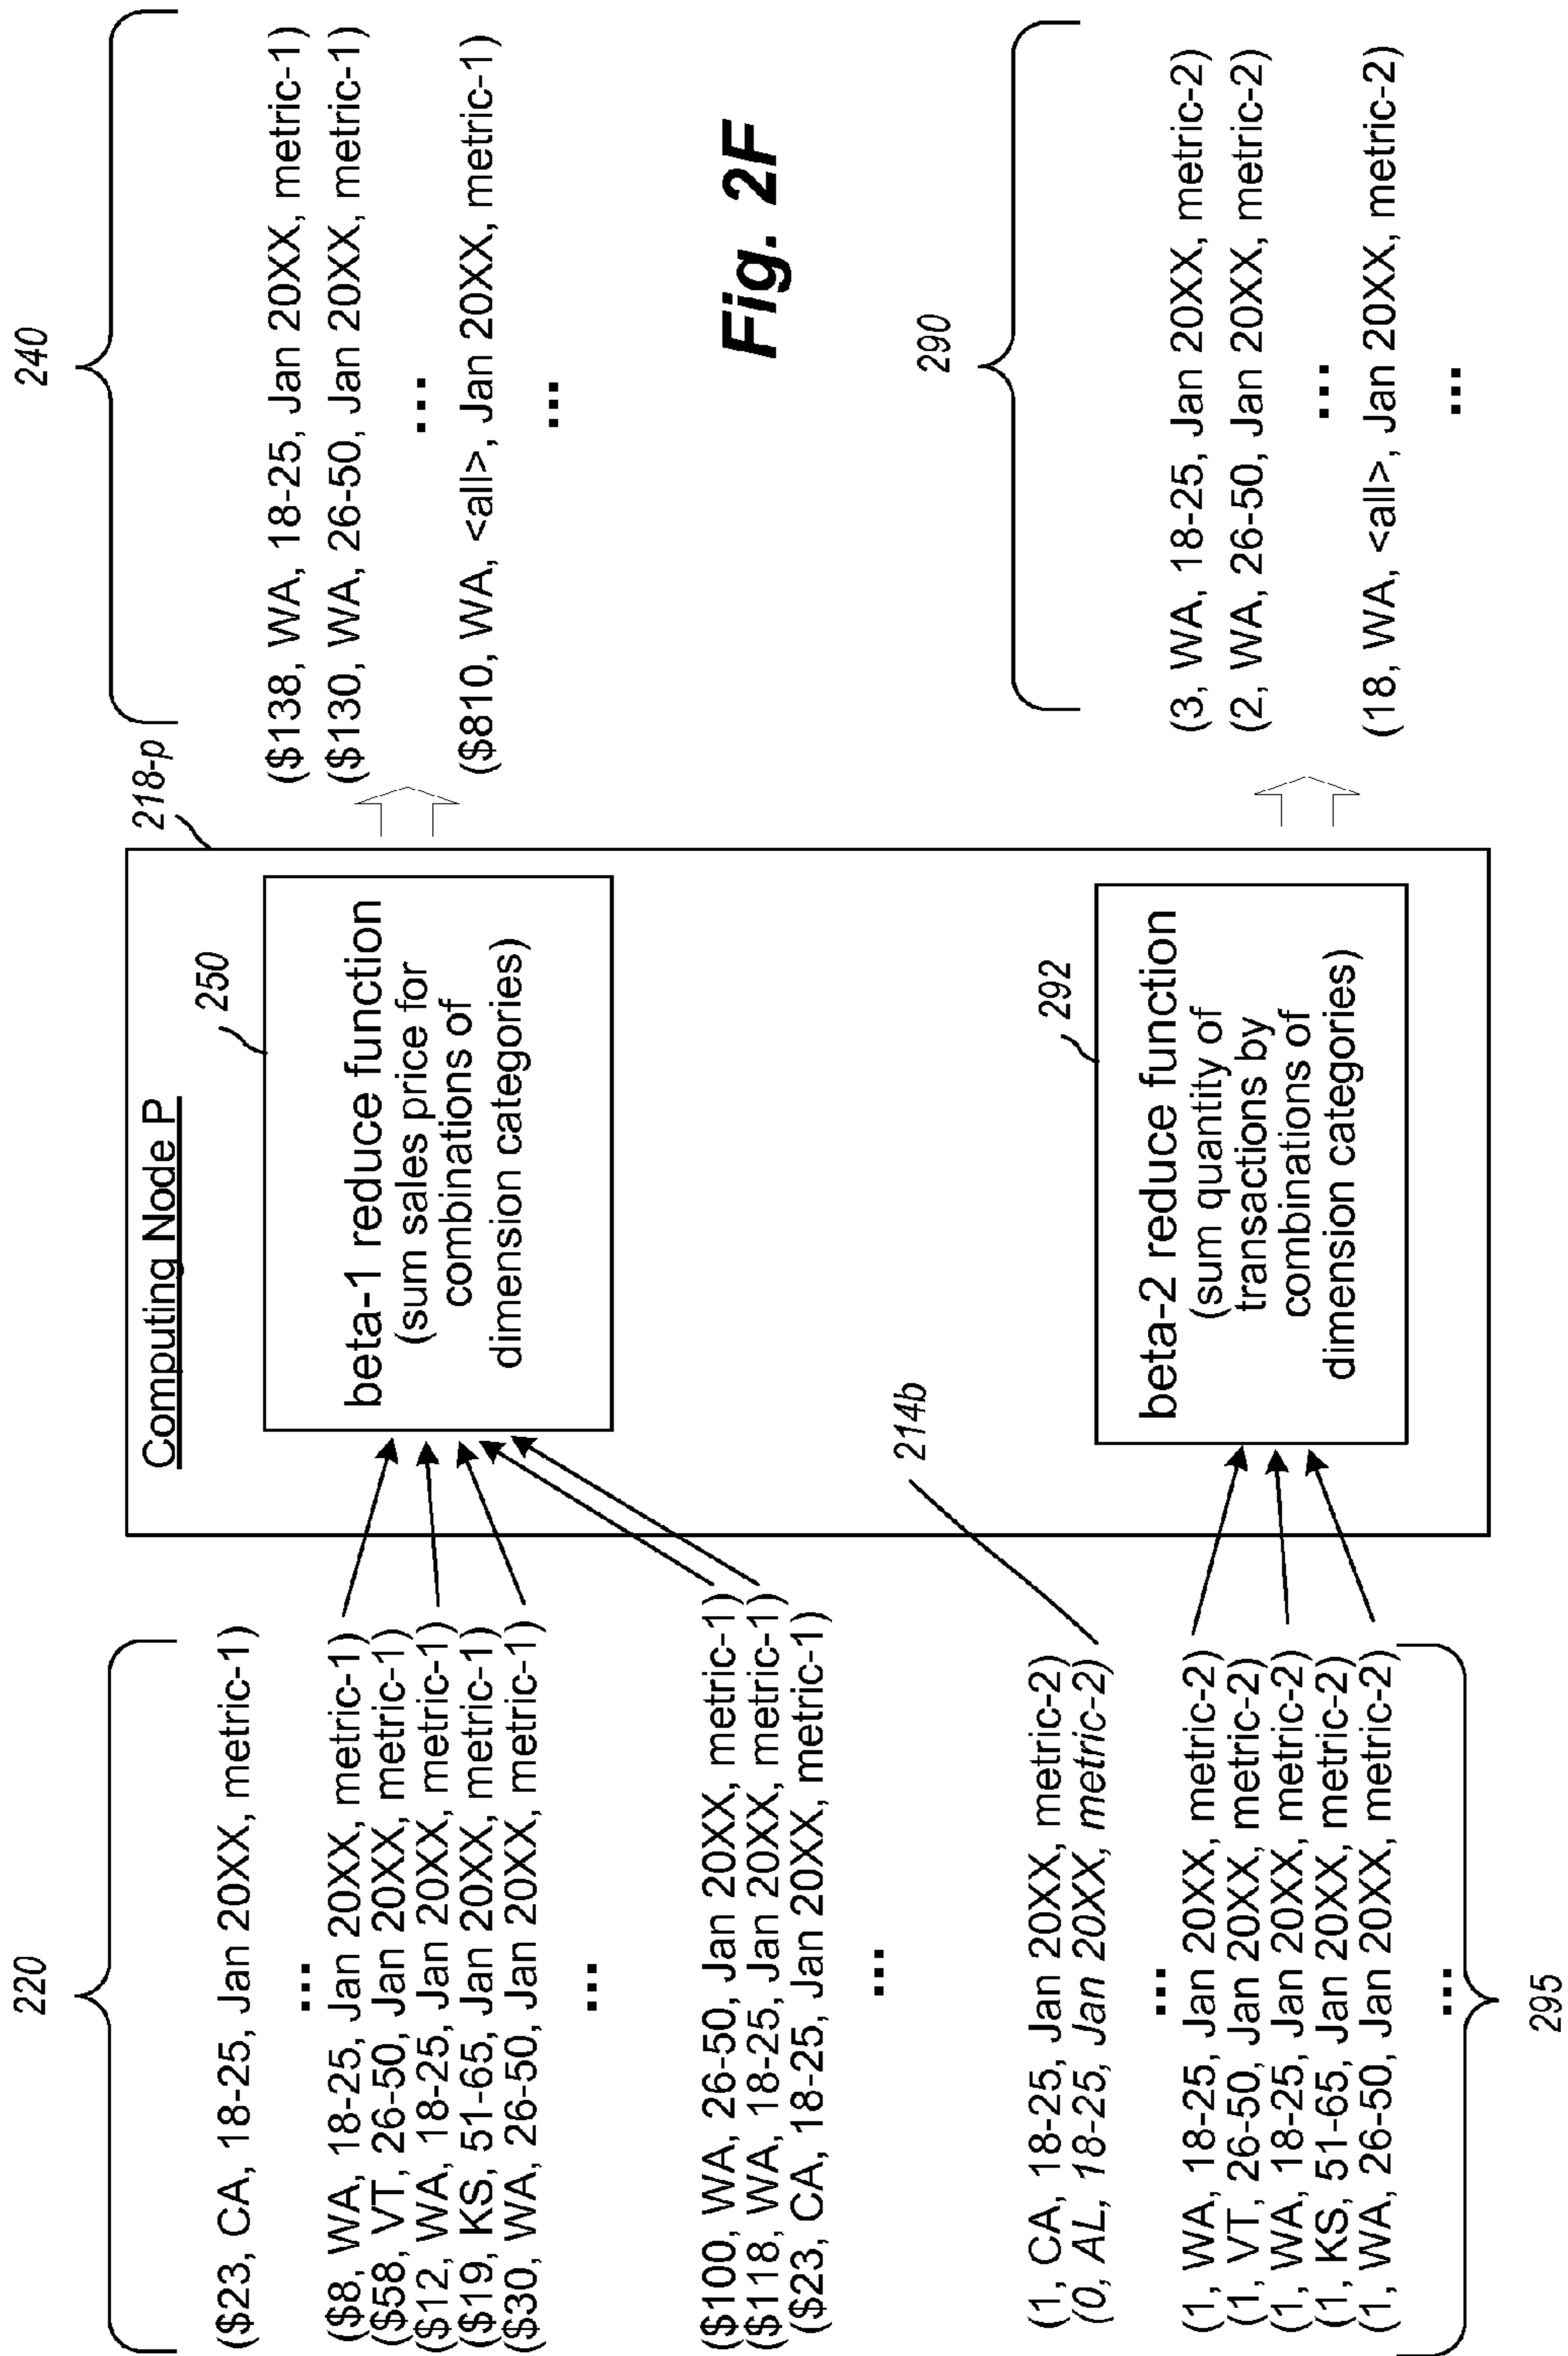 220
($23, CA, 18-25, Jan 20XX, metric-1)
...
($8, WA, 18-25, Jan 20XX, metric-1)
($58, VT, 26-50, Jan 20XX, metric-1)
($12, WA, 18-25, Jan 20XX, metric-1)
($19, KS, 51-65, Jan 20XX, metric-1)
($30, WA, 26-50, Jan 20XX, metric-1)
...
($100, WA, 26-50, Jan 20XX, metric-1)
($118, WA, 18-25, Jan 20XX, metric-1)
($23, CA, 18-25, Jan 20XX, metric-1)
...
(1, CA, 18-25, Jan 20XX, metric-2)
(0, AL, 18-25, Jan 20XX, metric-2)
...
(1, WA, 18-25, Jan 20XX, metric-2)
(1, VT, 26-50, Jan 20XX, metric-2)
(1, WA, 18-25, Jan 20XX, metric-2)
(1, KS, 51-65, Jan 20XX, metric-2)
(1, WA, 26-50, Jan 20XX, metric-2)
...
295
214b
Computing Node P
218-p
250
beta-1 reduce function
(sum sales price for
combinations of
dimension categories)
292
beta-2 reduce function
(sum quantity of
transactions by
combinations of
dimension categories)
240
($138, WA, 18-25, Jan 20XX, metric-1)
($130, WA, 26-50, Jan 20XX, metric-1)
...
($810, WA, <all>, Jan 20XX, metric-1)
...
Fig. 2F
290
(3, WA, 18-25, Jan 20XX, metric-2)
(2, WA, 26-50, Jan 20XX, metric-2)
...
(18, WA, <all>, Jan 20XX, metric-2)
...